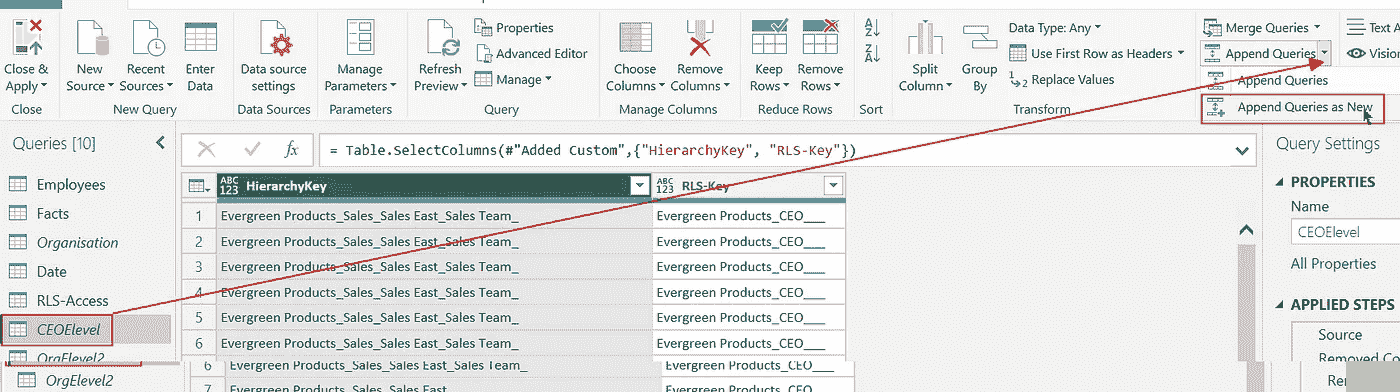 Close &
Apply
New
Source
Recent
Sources
Enter
Data
Data source
settings
Manage
Parameters
Refresh
Preview
Properties
Advanced Editor
Manage
Choose
Columns
Remove
Columns
Keep
Rows
Remove
Rows
A
Z
Z
A
Split
Column
Group
By
Data Type: Any
Use First Row as Headers
1 2 Replace Values
Merge Queries
Append Queries
Append Queries
Append Queries as New
Text A
Vision
Close
New Query
Data Sources
Parameters
Query
Manage Columns
Reduce Rows
Sort
Transform
Queries [10]
Employees
Facts
Organisation
Date
RLS-Access
CEOElevel
OrgElevel2
OrgElevel2
fx
= Table.SelectColumns(#"Added Custom",{"HierarchyKey", "RLS-Key"})
ABC 123 HierarchyKey ABC 123 RLS-Key
1 Evergreen Products_Sales_Sales East_Sales Team_ Evergreen Products_CEO___
2 Evergreen Products_Sales_Sales East_Sales Team_ Evergreen Products_CEO___
3 Evergreen Products_Sales_Sales East_Sales Team_ Evergreen Products_CEO___
4 Evergreen Products_Sales_Sales East_Sales Team_ Evergreen Products_CEO___
5 Evergreen Products_Sales_Sales East_Sales Team_ Evergreen Products_CEO___
6 Evergreen Products_Sales_Sales East_Sales Team_ Evergreen Products_CEO___
6 Evergreen Products_Sales_Sales East_Sales Team_ Evergreen Products_CEO___
7 Evergreen Products_Sales_Sales East Evergreen Products_CEO
Query Settings
PROPERTIES
Name
CEOElevel
All Properties
APPLIED STEPS
Source
Removed Co
Rem